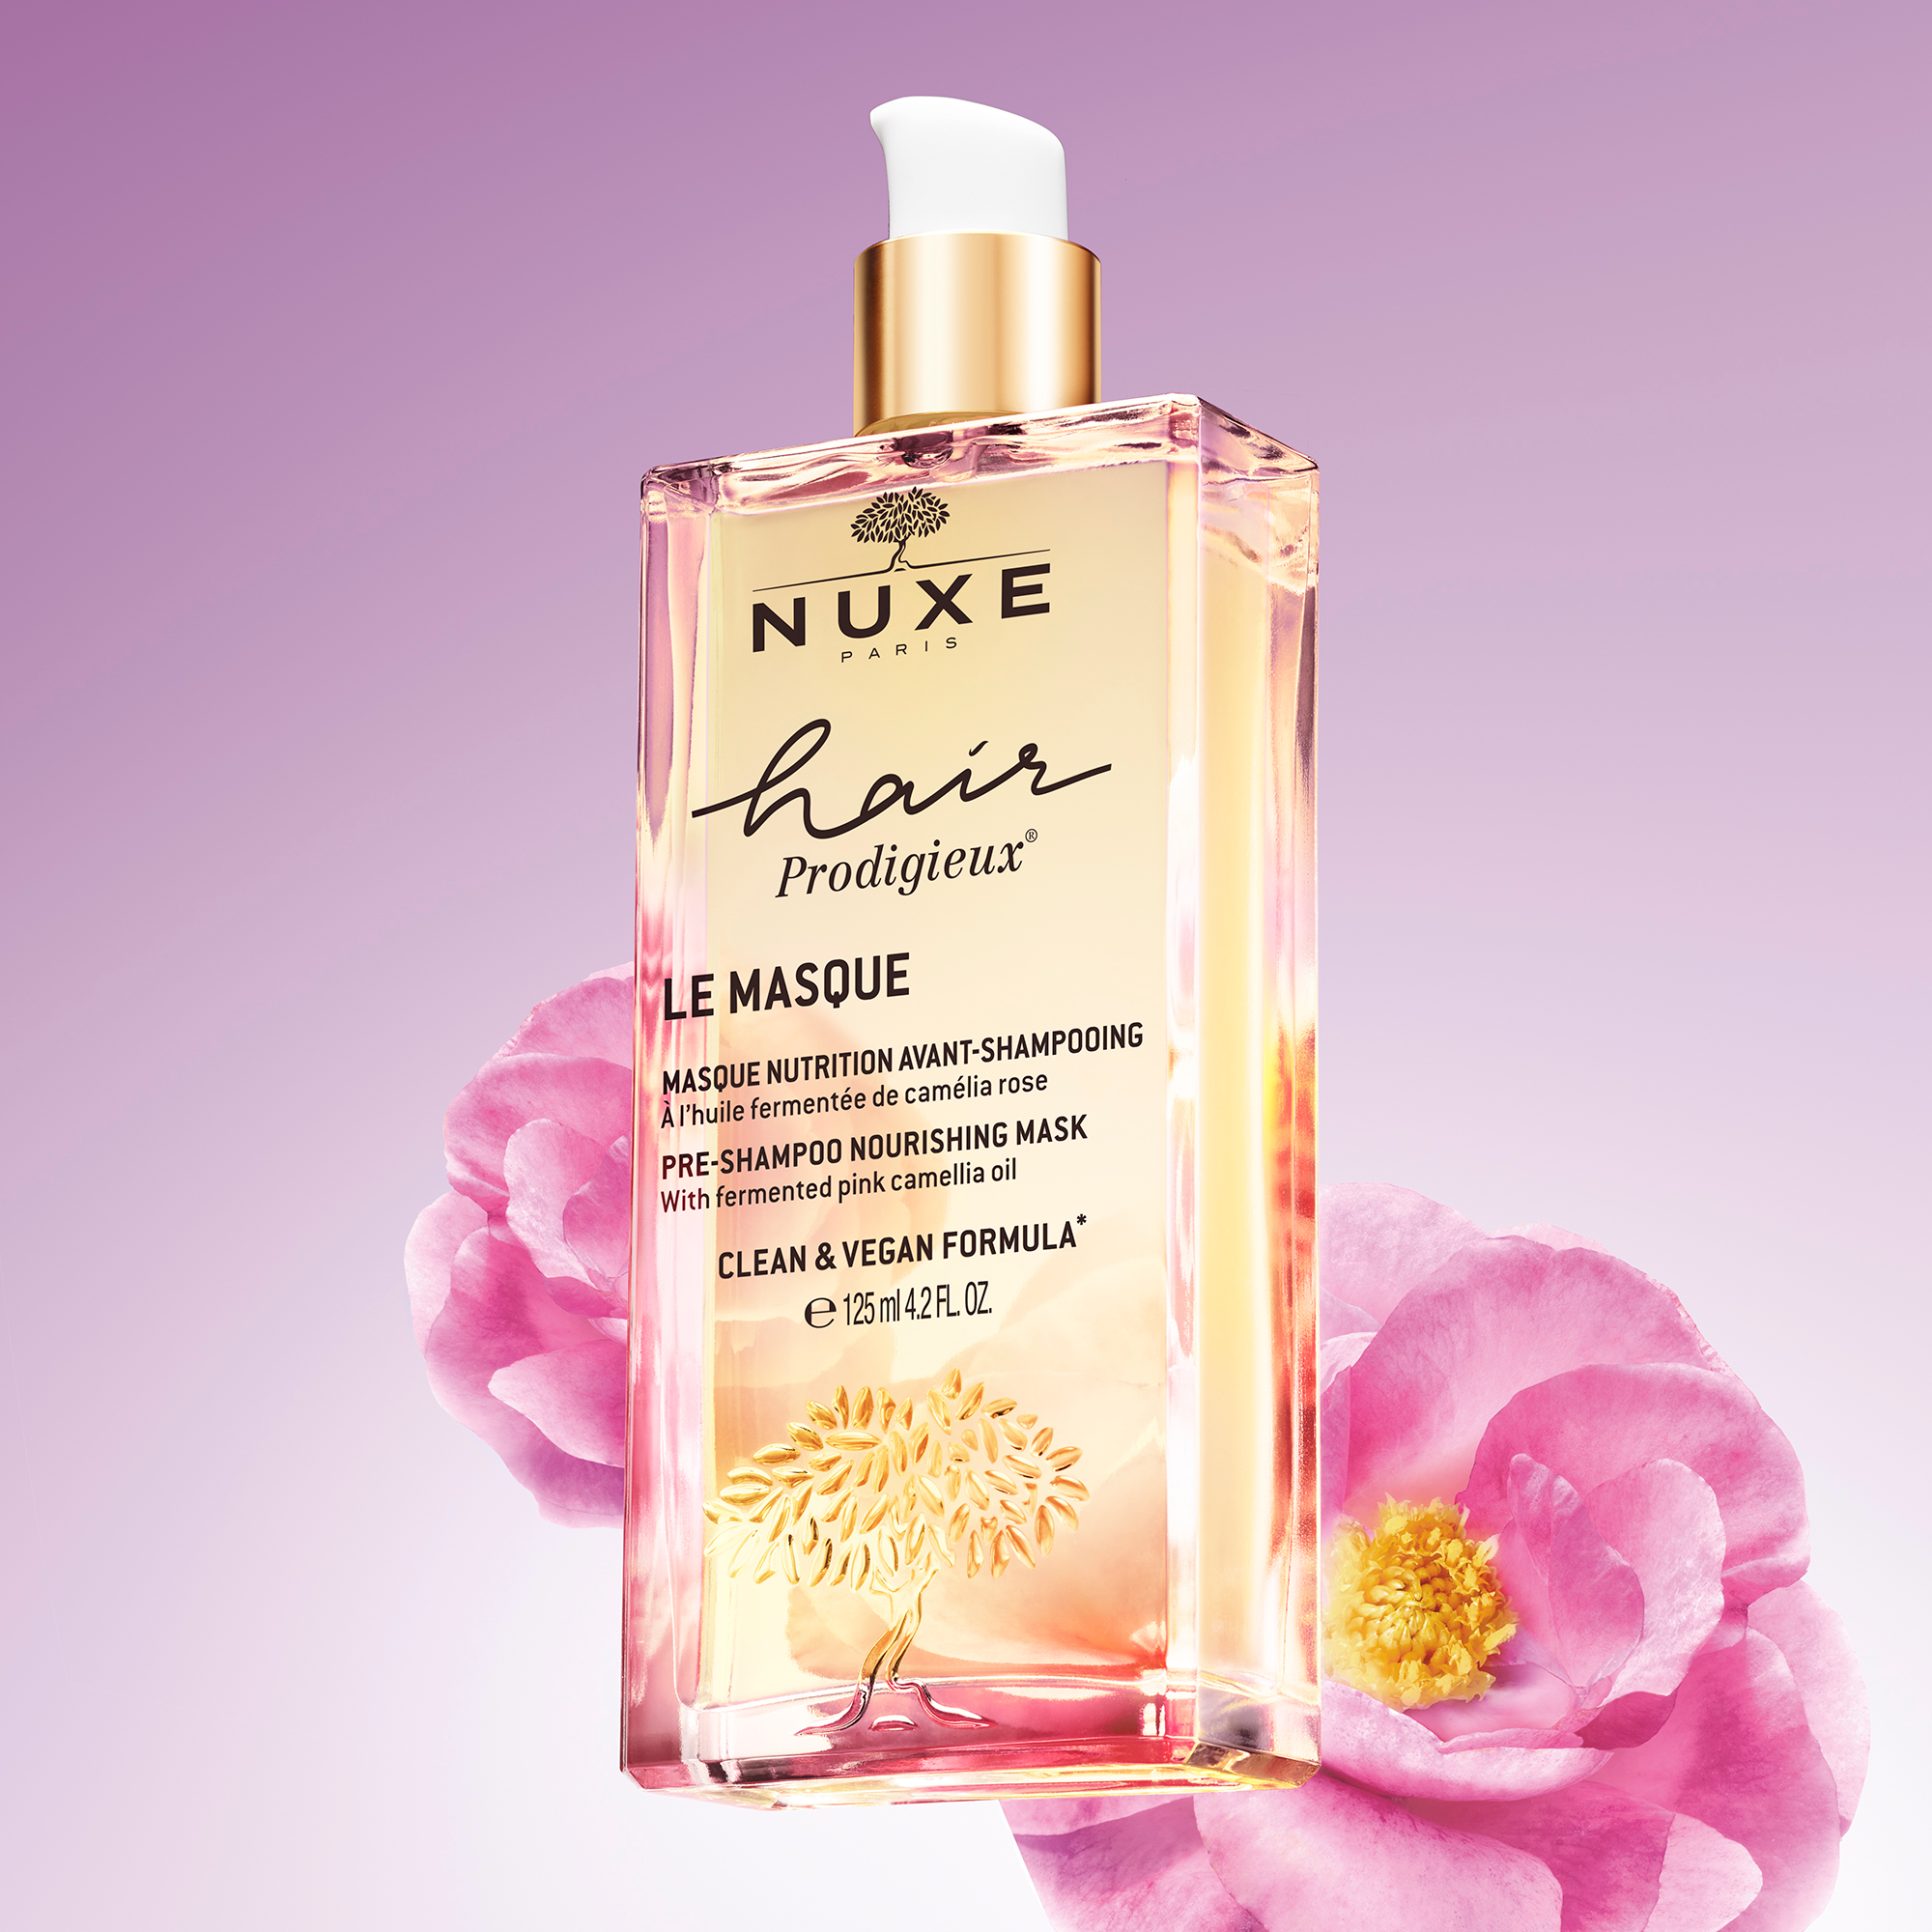 NUXE
PARIS
hair
Prodigieux®
LE MASQUE
MASQUE NUTRITION AVANT-SHAMPOOING
À l'huile fermentée de camélia rose
PRE-SHAMPOO NOURISHING MASK
With fermented pink camellia oil
CLEAN & VEGAN FORMULA*
℮ 125 ml 4.2 FL. OZ.